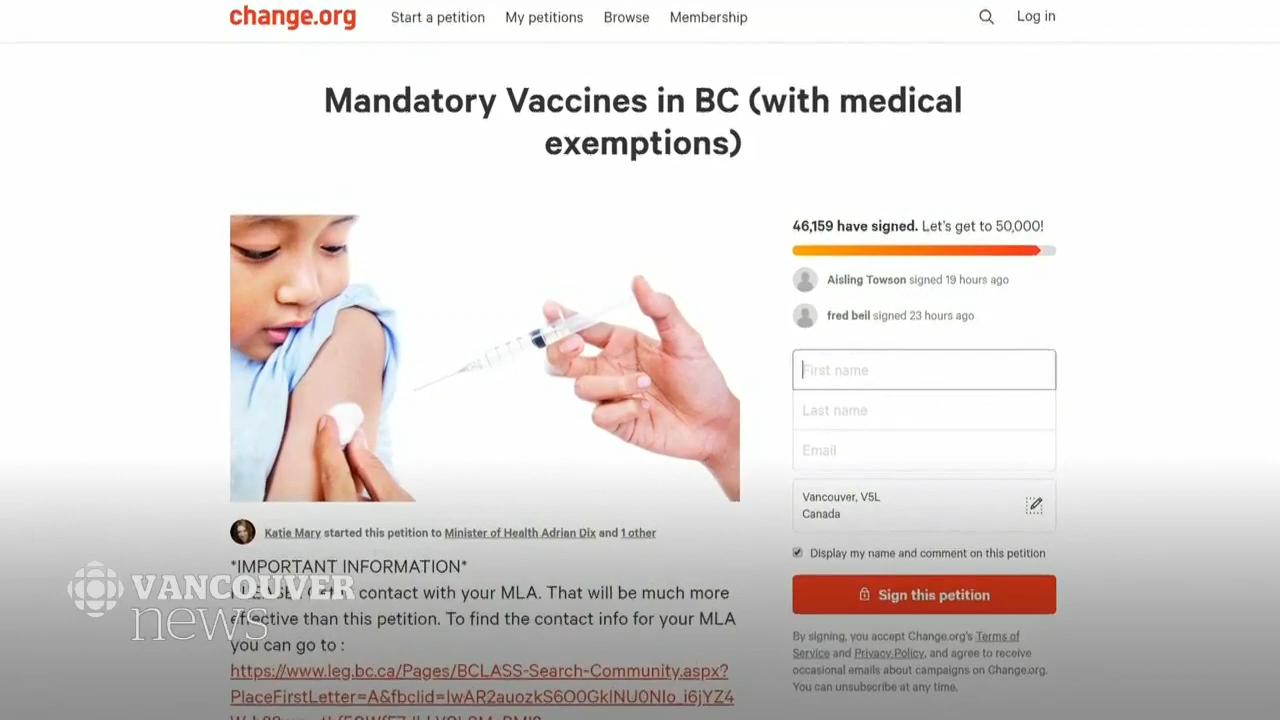 change.org Start a petition My petitions Browse Membership Log in
Mandatory Vaccines in BC (with medical
exemptions)
46,159 have signed. Let's get to 50,000!
Aisling Towson signed 19 hours ago
fred beil signed 23 hours ago
First name
Last name
Email
Vancouver, V5L
Canada
Display my name and comment on this petition
Sign this petition
By signing, you accept Change.org's Terms of
Service and Privacy Policy, and agree to receive
occasional emails about campaigns on Change.org.
You can unsubscribe at any time.
Katie Mary started this petition to Minister of Health Adrian Dix and 1 other
*IMPORTANT INFORMATION*
contact with your MLA. That will be much more
effective than this petition. To find the contact info for your MLA
you can go to :
https://www.leg.bc.ca/Pages/BCLASS-Search-Community.aspx?
VANCOUVER
news